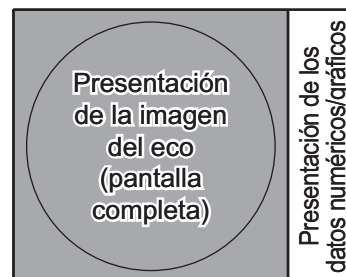 Presentación
de la imagen
del eco
(pantalla
completa)
Presentación de los
datos numéricos/gráficos